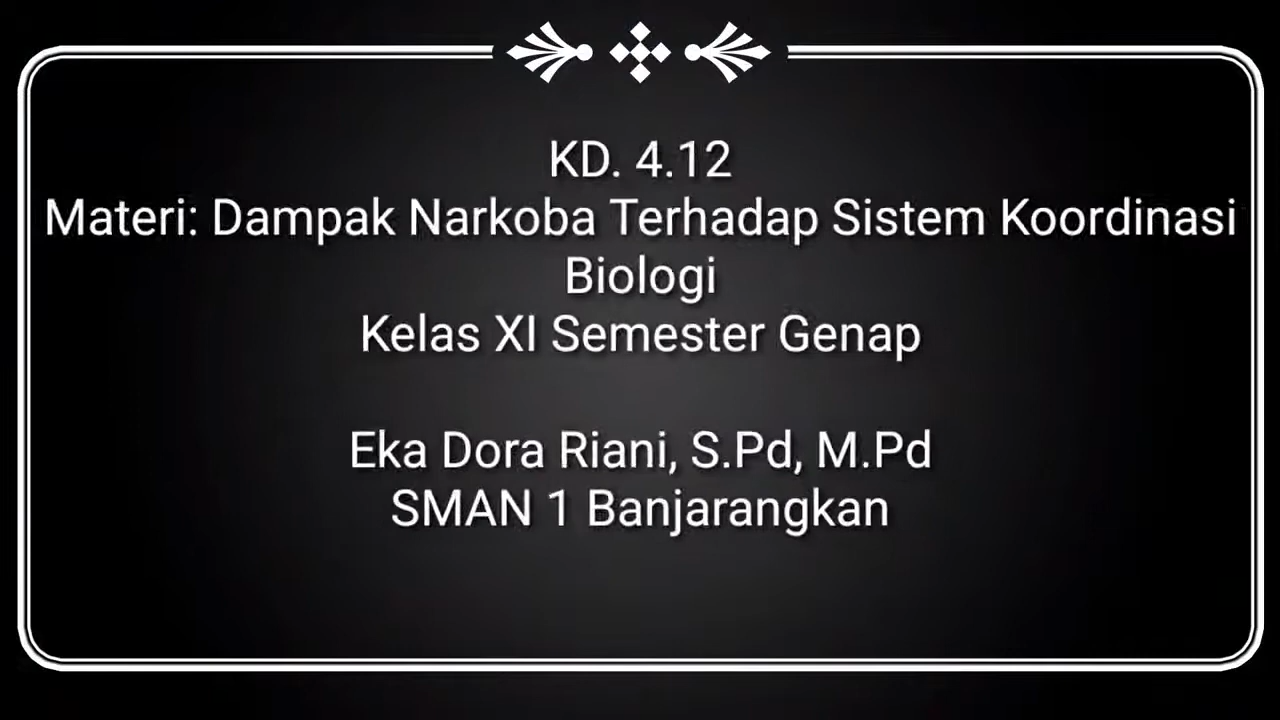 KD. 4.12
Materi: Dampak Narkoba Terhadap Sistem Koordinasi
Biologi
Kelas XI Semester Genap
Eka Dora Riani, S.Pd, M.Pd
SMAN 1 Banjarangkan